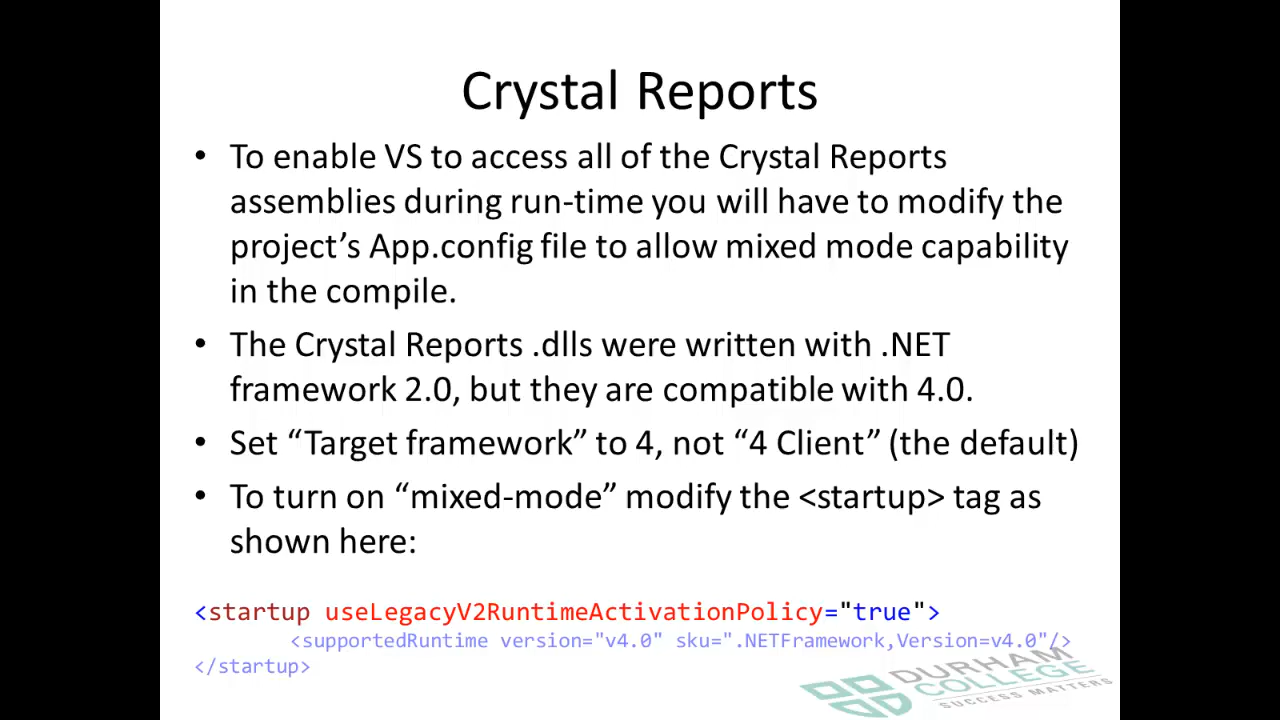 Crystal Reports
• To enable VS to access all of the Crystal Reports
assemblies during run-time you will have to modify the
project’s App.config file to allow mixed mode capability
in the compile.
• The Crystal Reports .dlls were written with .NET
framework 2.0, but they are compatible with 4.0.
• Set “Target framework” to 4, not “4 Client” (the default)
• To turn on “mixed-mode” modify the <startup> tag as
shown here:
<startup useLegacyV2RuntimeActivationPolicy="true">
<supportedRuntime version="v4.0" sku=".NETFramework,Version=v4.0"/>
</startup>
DURHAM
COLLEGE
SUCCESS MATTERS